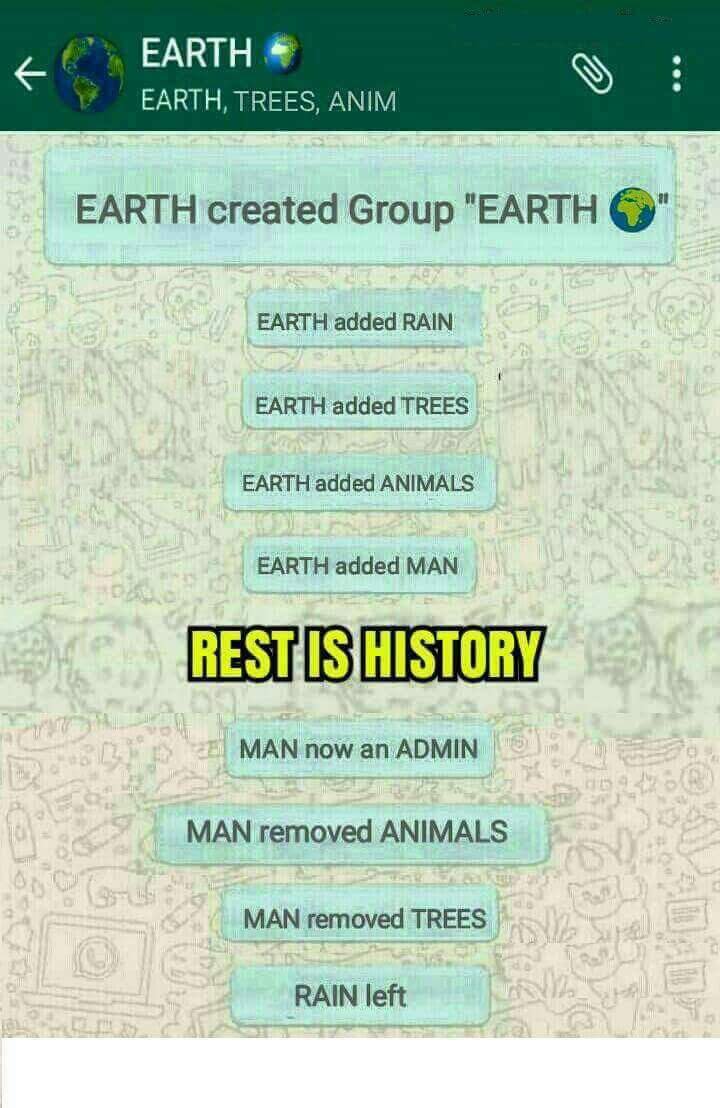 EARTH 🌍
EARTH, TREES, ANIM
EARTH created Group "EARTH 🌍"
EARTH added RAIN
EARTH added TREES
EARTH added ANIMALS
EARTH added MAN
REST IS HISTORY
MAN now an ADMIN
MAN removed ANIMALS
MAN removed TREES
RAIN left